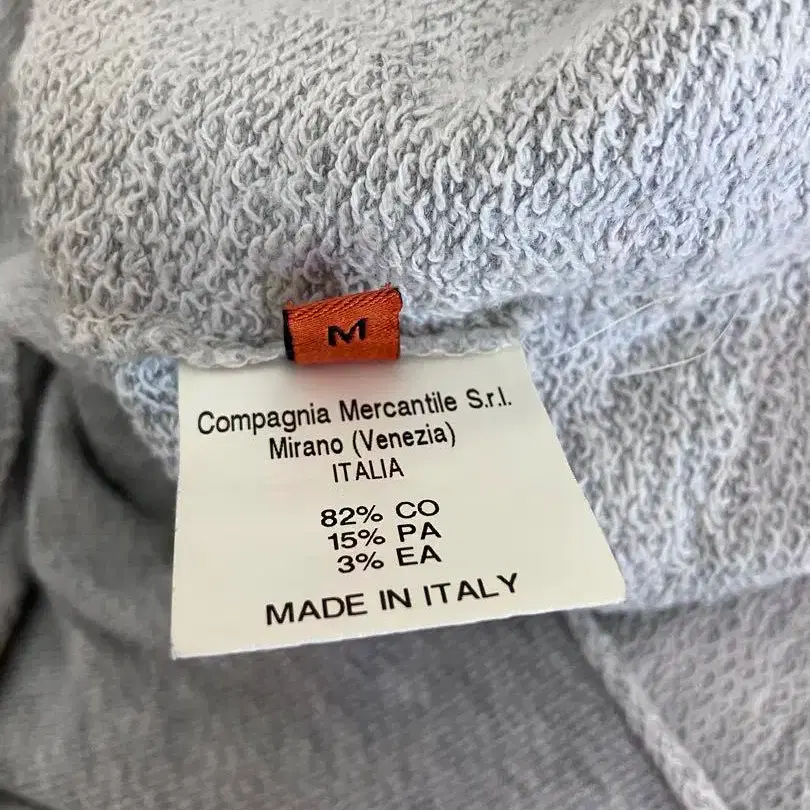 M
Compagnia Mercantile S.r.l.
Mirano (Venezia)
ITALIA
82% CO
15% PA
3% EA
MADE IN ITALY